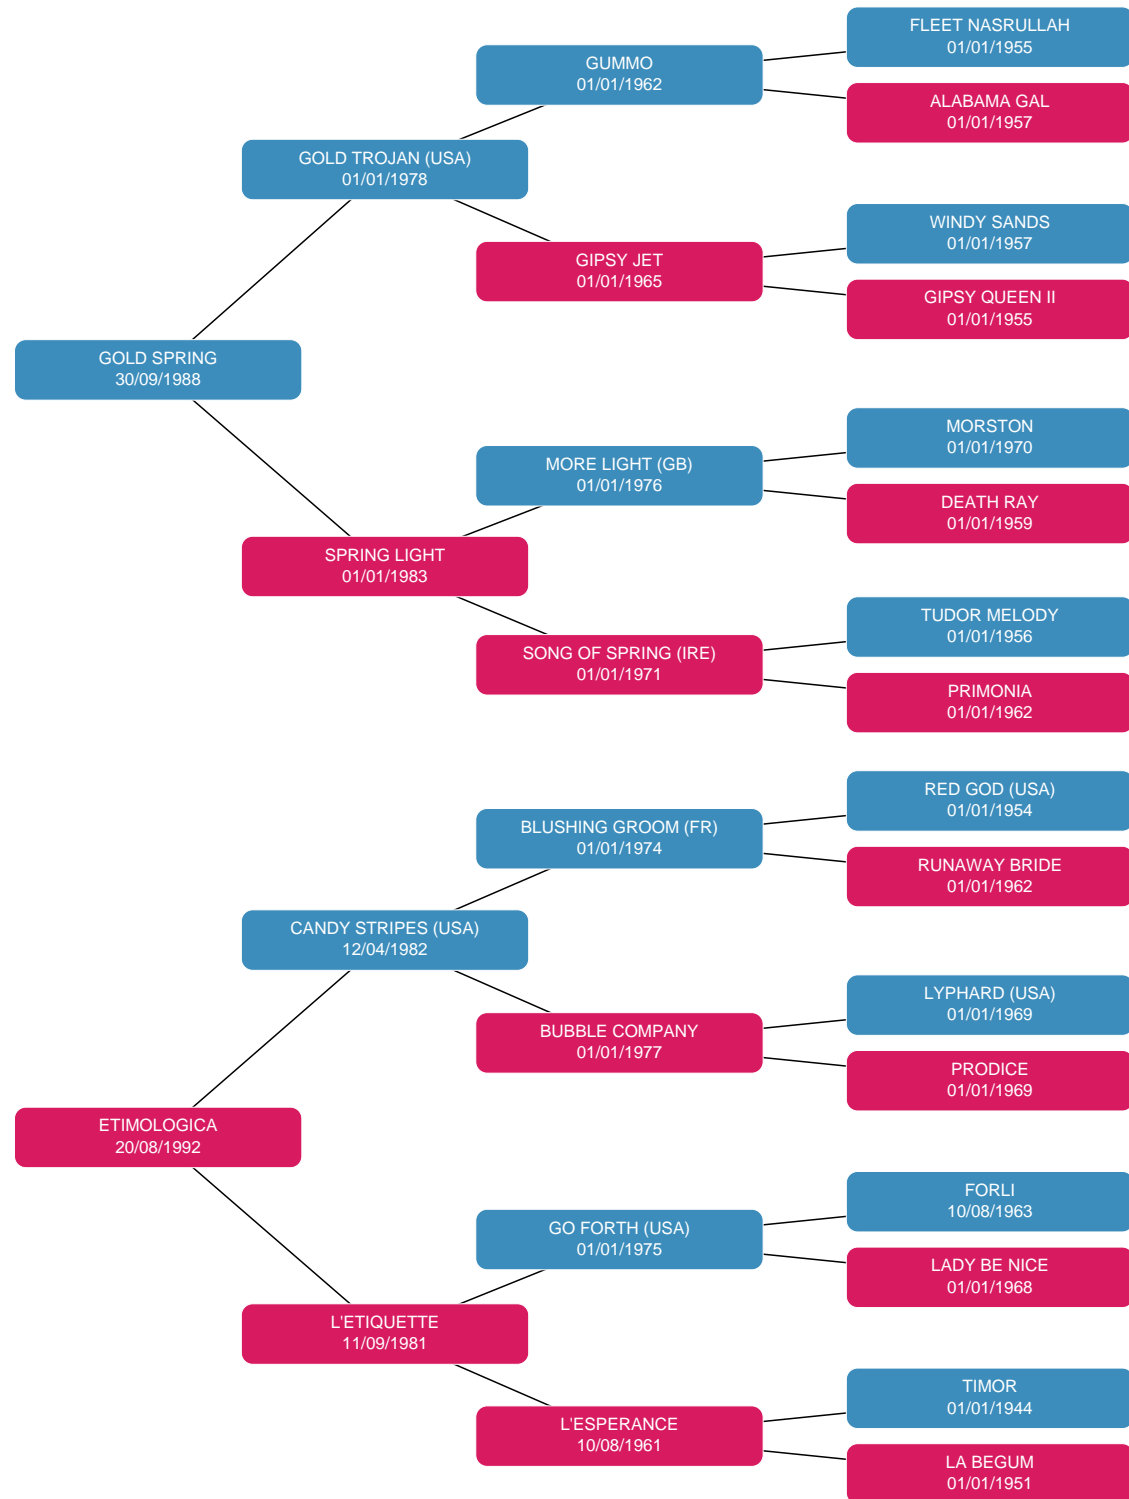 FLEET NASRULLAH
01/01/1955
GUMMO
01/01/1962
ALABAMA GAL
01/01/1957
GOLD TROJAN (USA)
01/01/1978
WINDY SANDS
01/01/1957
GIPSY JET
01/01/1965
GIPSY QUEEN II
01/01/1955
GOLD SPRING
30/09/1988
MORSTON
01/01/1970
MORE LIGHT (GB)
01/01/1976
DEATH RAY
01/01/1959
SPRING LIGHT
01/01/1983
TUDOR MELODY
01/01/1956
SONG OF SPRING (IRE)
01/01/1971
PRIMONIA
01/01/1962
RED GOD (USA)
01/01/1954
BLUSHING GROOM (FR)
01/01/1974
RUNAWAY BRIDE
01/01/1962
CANDY STRIPES (USA)
12/04/1982
LYPHARD (USA)
01/01/1969
BUBBLE COMPANY
01/01/1977
PRODICE
01/01/1969
ETIMOLOGICA
20/08/1992
FORLI
10/08/1963
GO FORTH (USA)
01/01/1975
LADY BE NICE
01/01/1968
L'ETIQUETTE
11/09/1981
TIMOR
01/01/1944
L'ESPERANCE
10/08/1961
LA BEGUM
01/01/1951